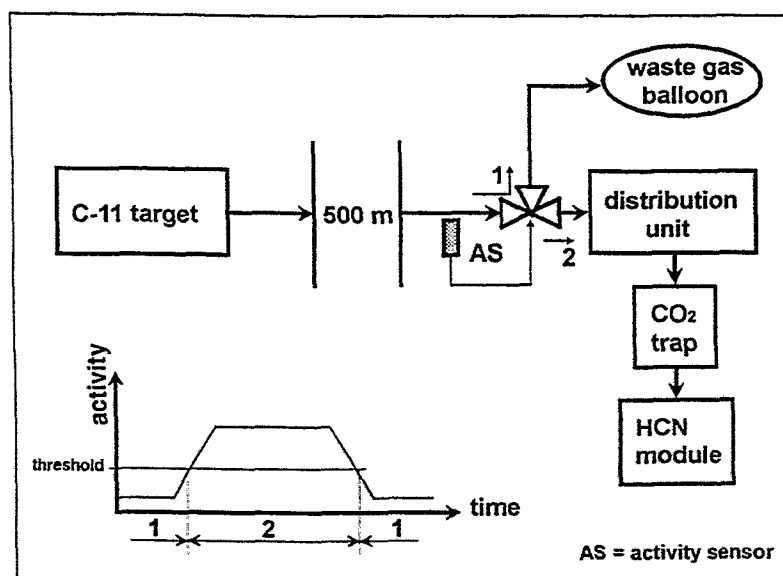 waste gas
balloon
C-11 target
500 m
1
AS
2
distribution
unit
CO₂
trap
HCN
module
activity
threshold
time
1 2 1
AS = activity sensor